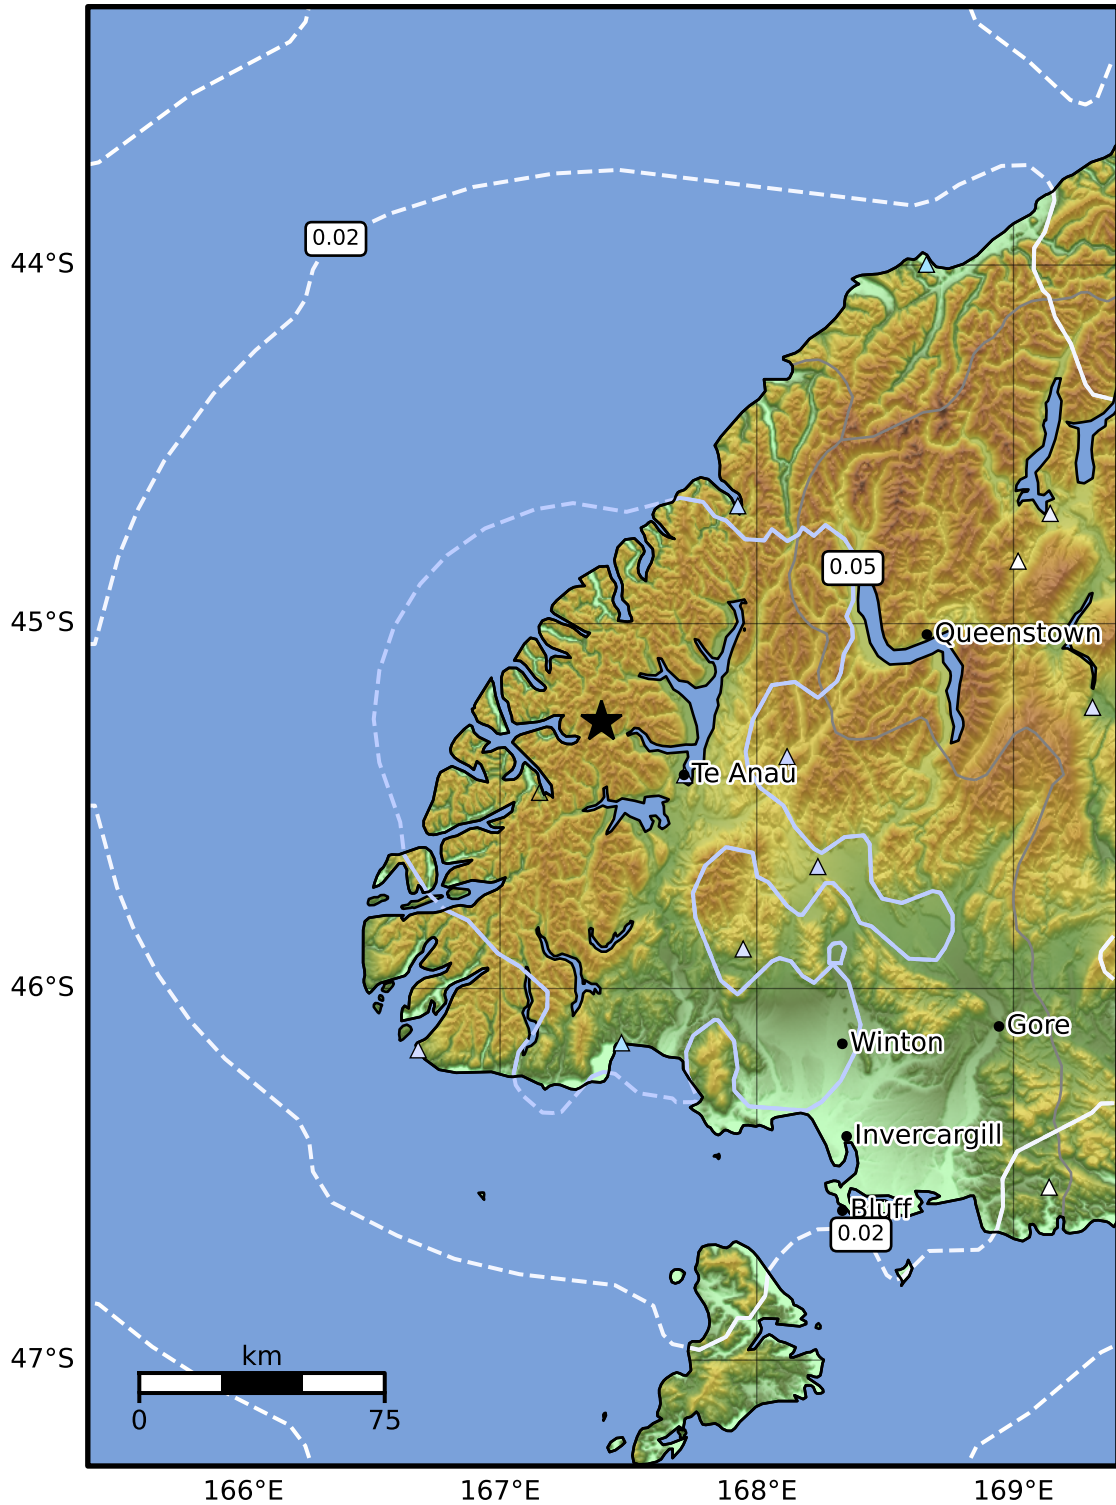 0.02
44°S
0.05
45°S
Queenstown
Te Anau
46°S
Gore
Winton
Invercargill
Bluff
0.02
47°S
km
0
75
166°E
167°E
168°E
169°E